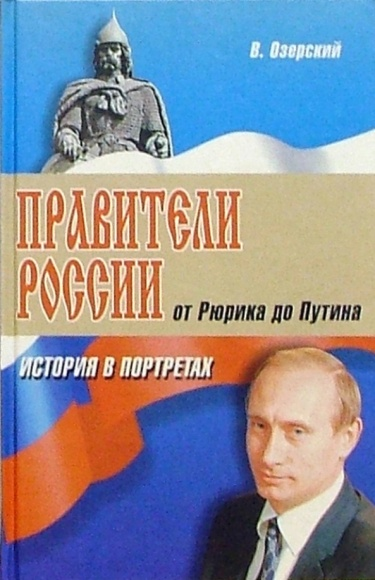 В. Озерский
ПРАВИТЕЛИ
РОССИИ
от Рюрика до Путина
ИСТОРИЯ В ПОРТРЕТАХ